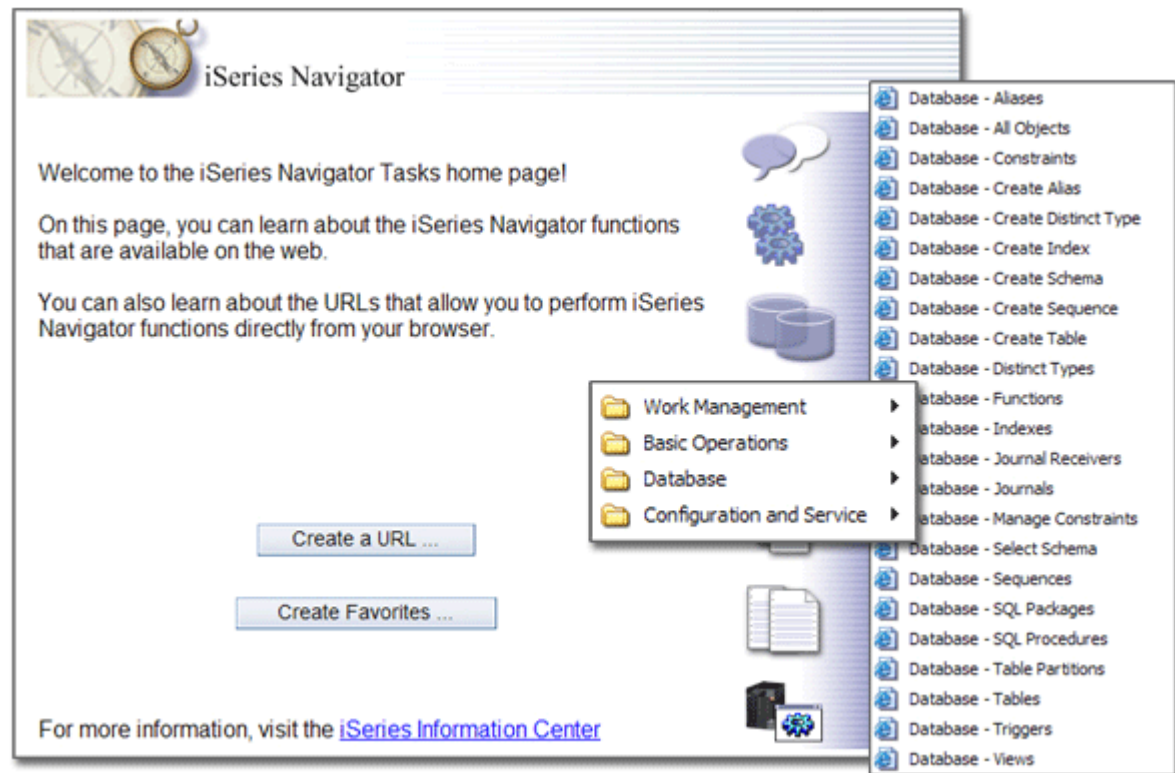 iSeries Navigator
Welcome to the iSeries Navigator Tasks home page!
On this page, you can learn about the iSeries Navigator functions
that are available on the web.
You can also learn about the URLs that allow you to perform iSeries
Navigator functions directly from your browser.
Create a URL ...
Create Favorites ...
For more information, visit the iSeries Information Center
Work Management
Basic Operations
Database
Configuration and Service
Database - Aliases
Database - All Objects
Database - Constraints
Database - Create Alias
Database - Create Distinct Type
Database - Create Index
Database - Create Schema
Database - Create Sequence
Database - Create Table
Database - Distinct Types
atabase - Functions
atabase - Indexes
atabase - Journal Receivers
atabase - Journals
atabase - Manage Constraints
Database - Select Schema
Database - Sequences
Database - SQL Packages
Database - SQL Procedures
Database - Table Partitions
Database - Tables
Database - Triggers
Database - Views